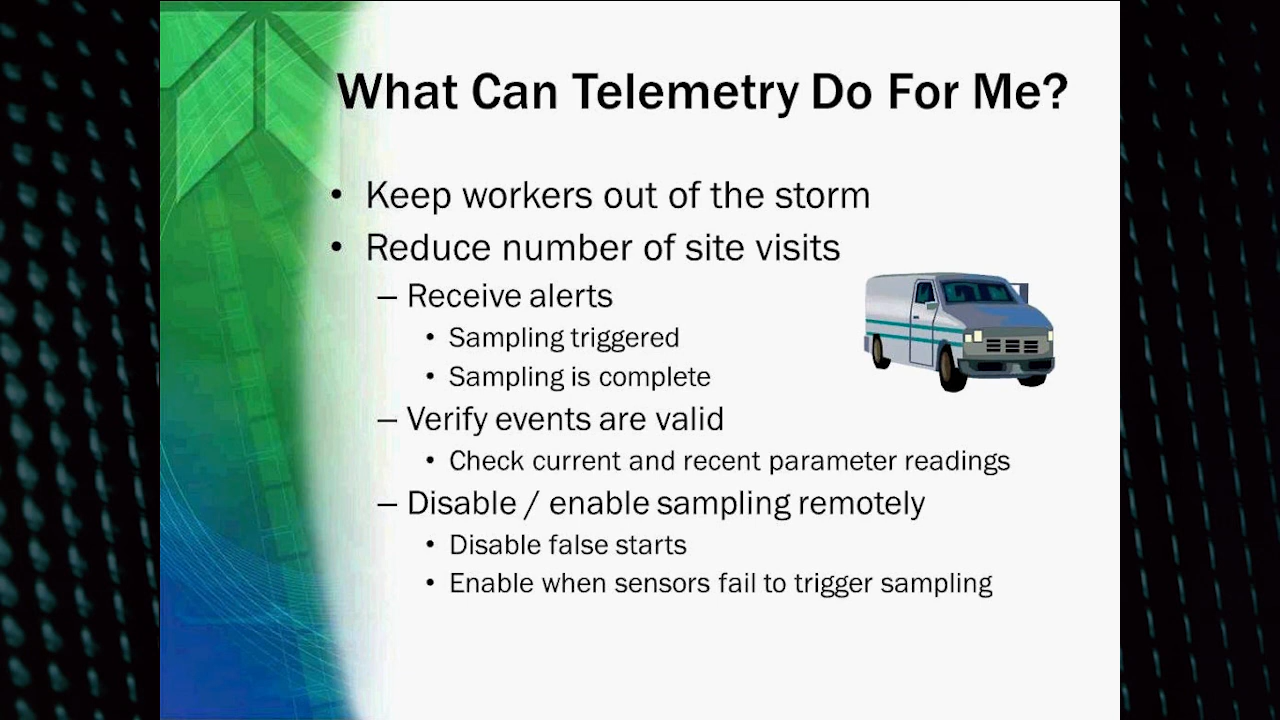 What Can Telemetry Do For Me?
• Keep workers out of the storm
• Reduce number of site visits
– Receive alerts
• Sampling triggered
• Sampling is complete
– Verify events are valid
• Check current and recent parameter readings
– Disable / enable sampling remotely
• Disable false starts
• Enable when sensors fail to trigger sampling